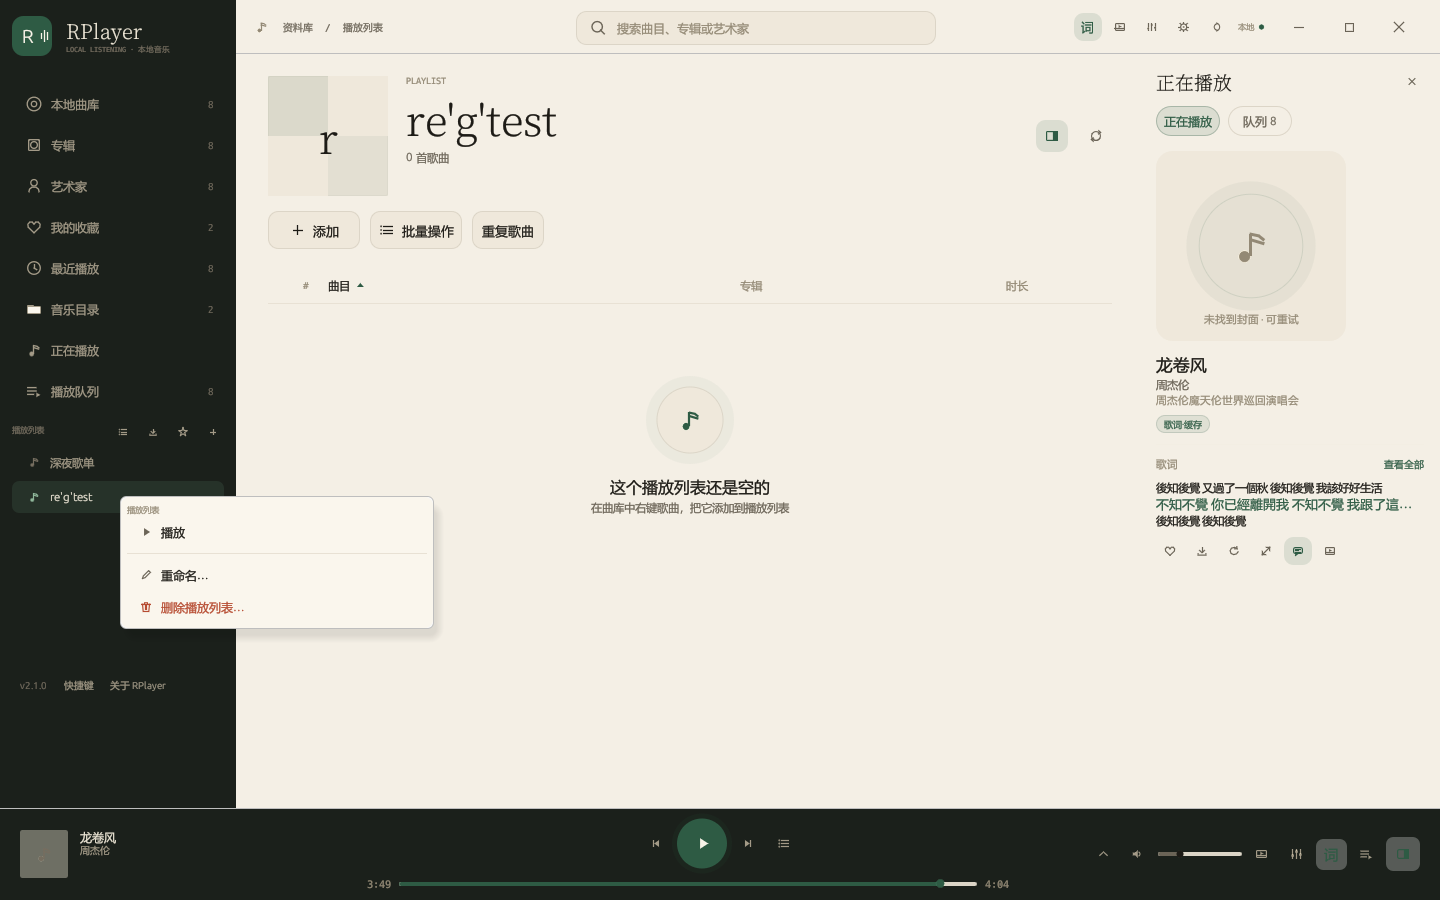 R
RPlayer
LOCAL LISTENING · 本地音乐
本地曲库 8
专辑 8
艺术家 8
我的收藏 2
最近播放 8
音乐目录 2
正在播放
播放队列 8
播放列表
深夜歌单
re'g'test
播放列表
播放
重命名...
删除播放列表...
v2.1.0 快捷键 关于 RPlayer
资料库 / 播放列表
搜索曲目、专辑或艺术家
词
本地
r
PLAYLIST
re'g'test
0 首歌曲
添加
批量操作
重复歌曲
# 曲目 专辑 时长
这个播放列表还是空的
在曲库中右键歌曲，把它添加到播放列表
正在播放
正在播放 队列 8
未找到封面 · 可重试
龙卷风
周杰伦
周杰伦魔天伦世界巡回演唱会
歌词·缓存
歌词 查看全部
後知後覺 又過了一個秋 後知後覺 我該好好生活
不知不覺 你已經離開我 不知不覺 我跟了這...
後知後覺 後知後覺
龙卷风
周杰伦
3:49 4:04
词